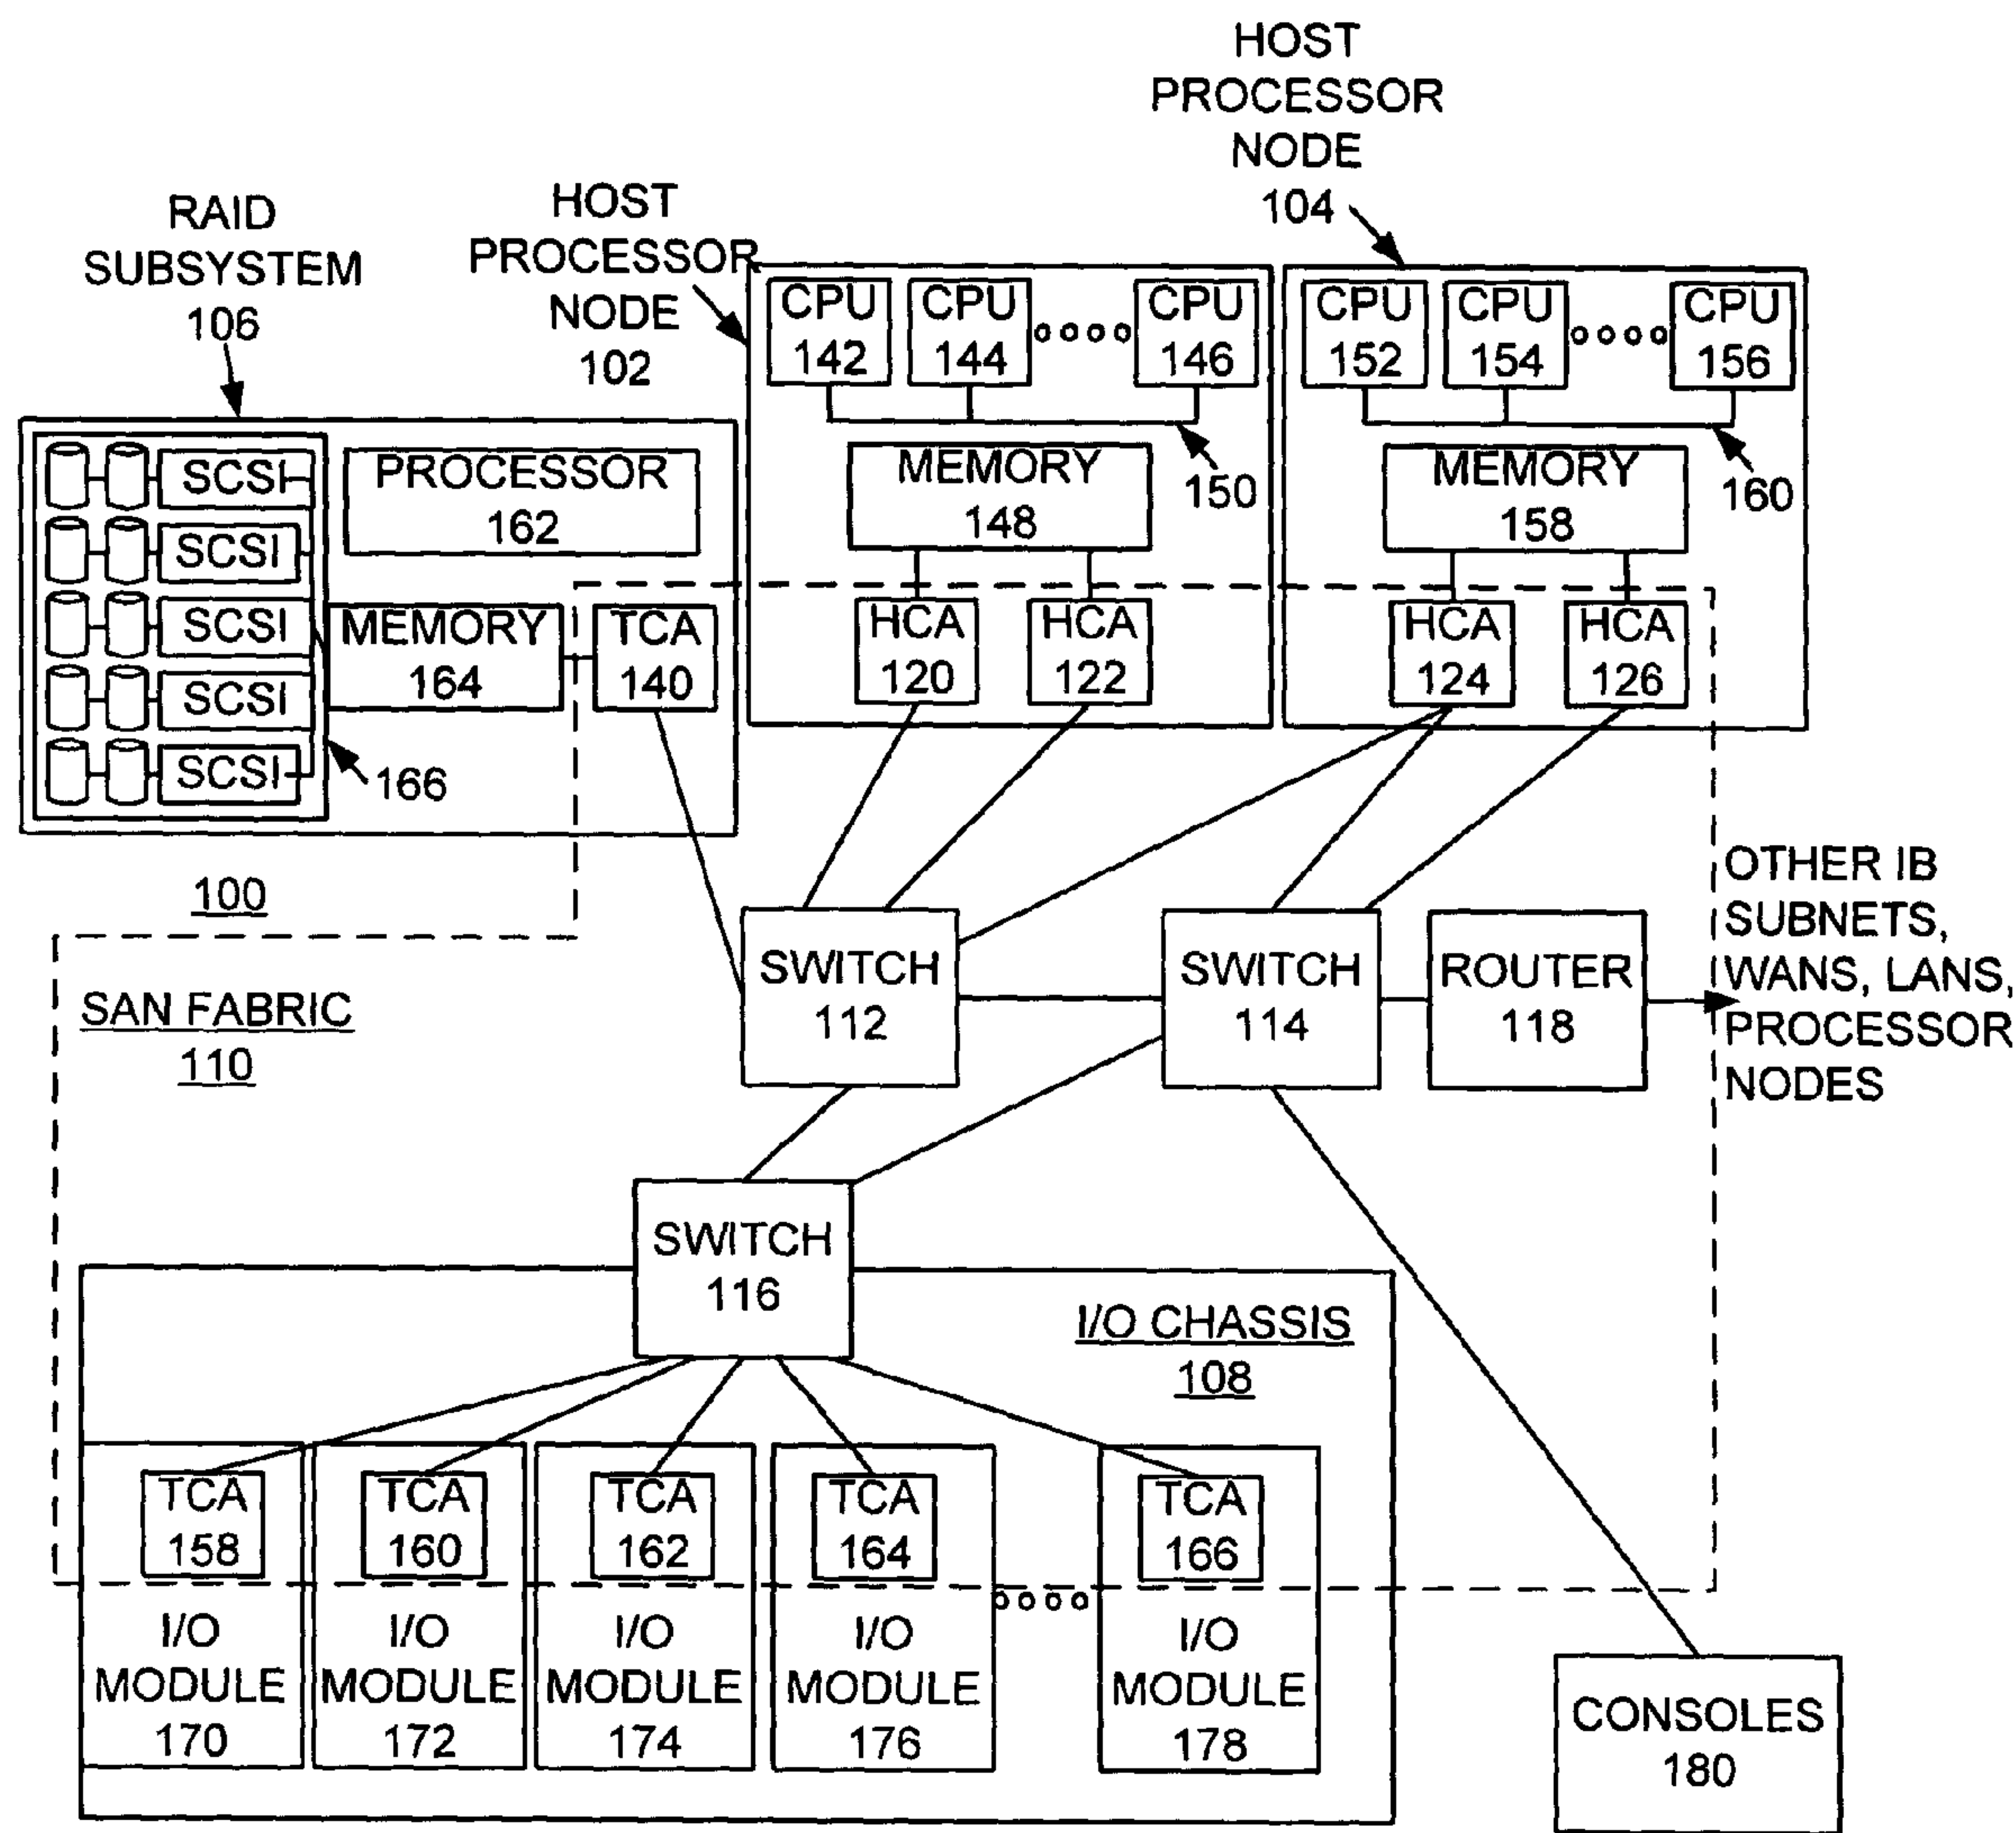 HOST
PROCESSOR
NODE
104
RAID
SUBSYSTEM
106
HOST
PROCESSOR
NODE
102
CPU
142
CPU
144
CPU
146
CPU
152
CPU
154
CPU
156
150
160
MEMORY
148
MEMORY
158
SCSI
SCSI
SCSI
SCSI
SCSI
PROCESSOR
162
MEMORY
164
TCA
140
166
HCA
120
HCA
122
HCA
124
HCA
126
100
SAN FABRIC
110
SWITCH
112
SWITCH
114
ROUTER
118
OTHER IB
SUBNETS,
WANS, LANS,
PROCESSOR
NODES
SWITCH
116
I/O CHASSIS
108
TCA
158
TCA
160
TCA
162
TCA
164
TCA
166
I/O
MODULE
170
I/O
MODULE
172
I/O
MODULE
174
I/O
MODULE
176
I/O
MODULE
178
CONSOLES
180